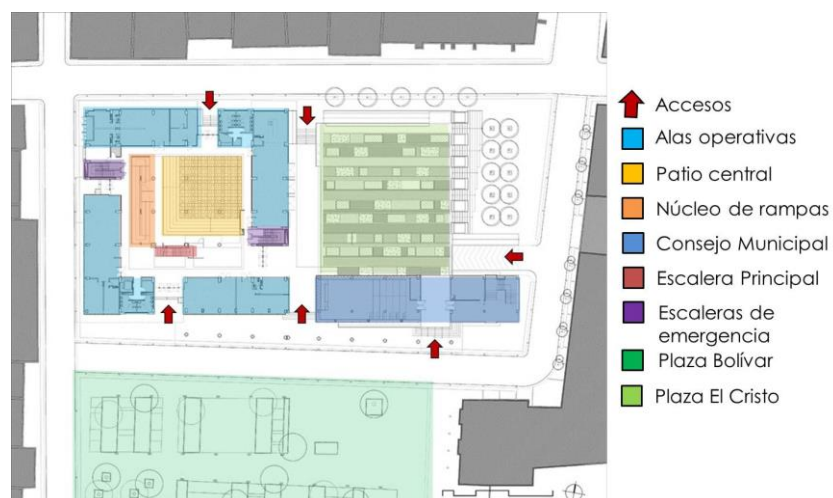 Accesos
Alas operativas
Patio central
Núcleo de rampas
Consejo Municipal
Escalera Principal
Escaleras de
emergencia
Plaza Bolívar
Plaza El Cristo